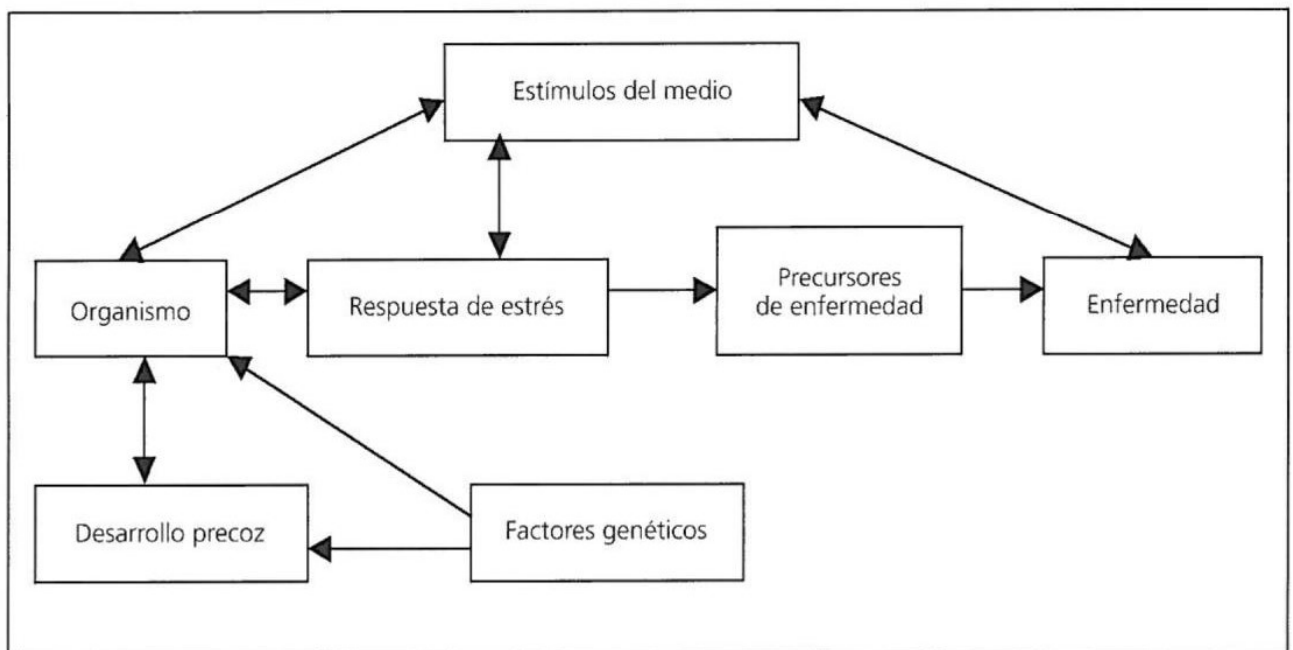 Estímulos del medio
Organismo
Respuesta de estrés
Precursores
de enfermedad
Enfermedad
Desarrollo precoz
Factores genéticos